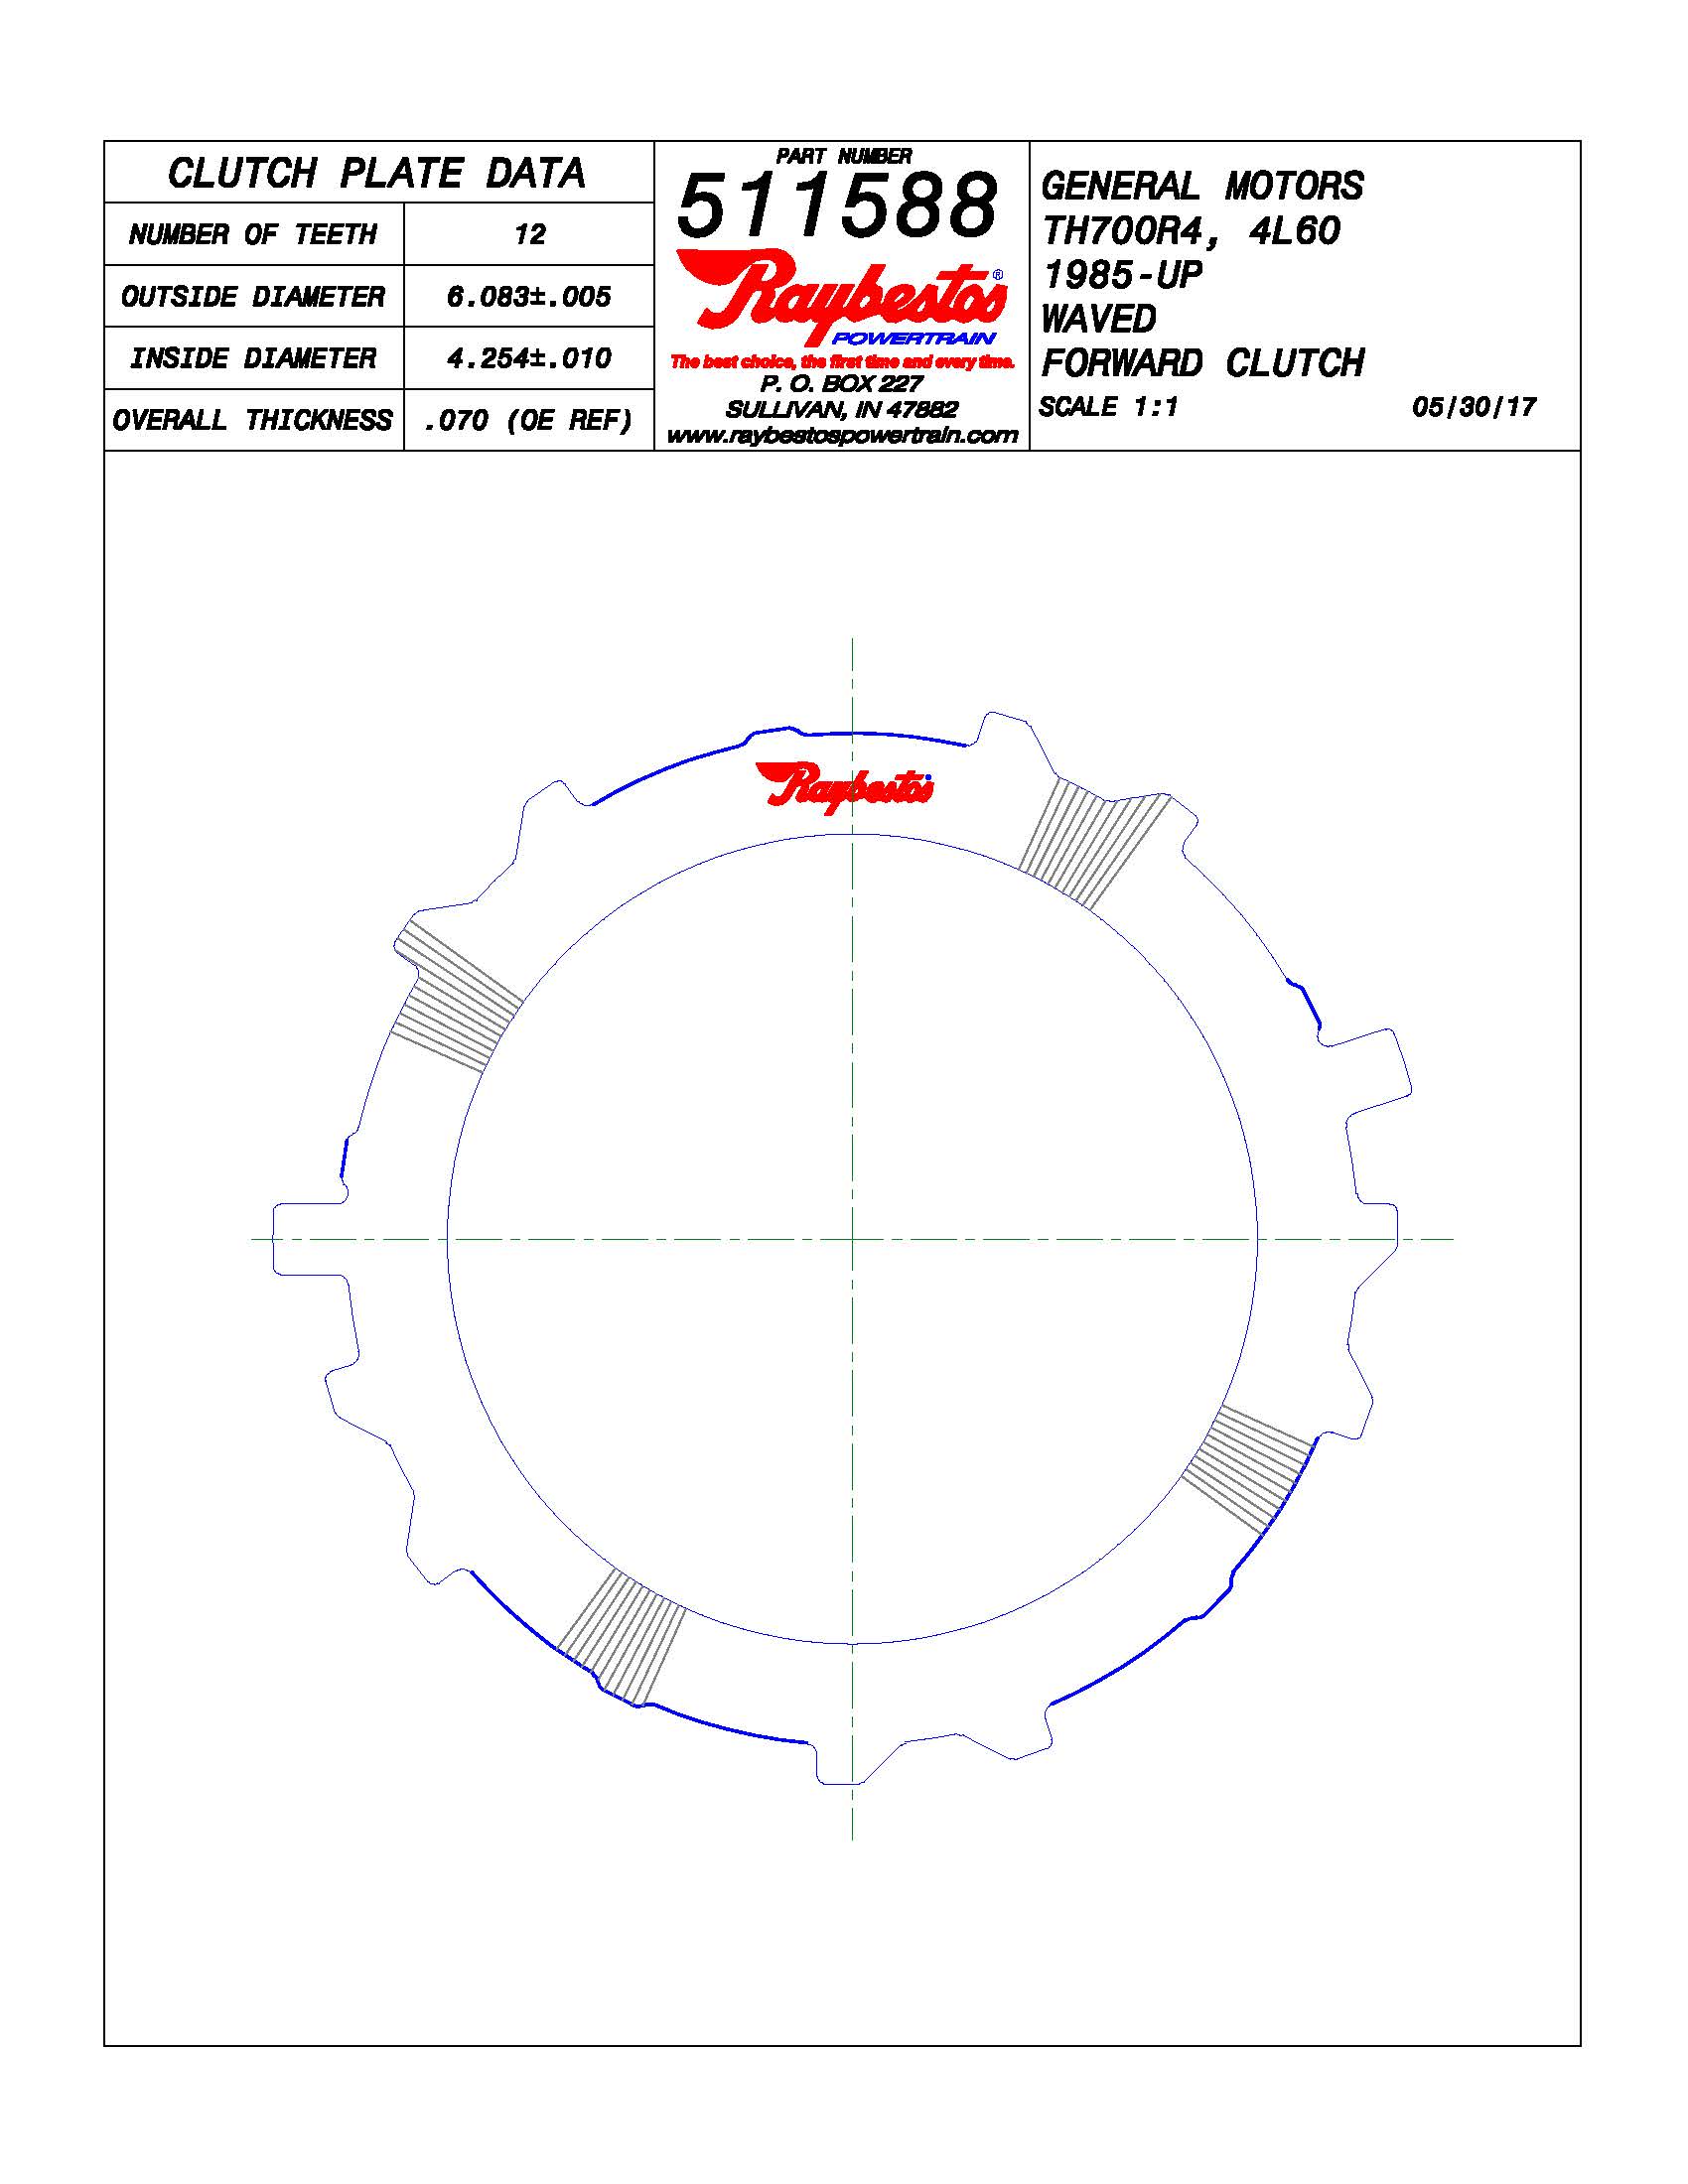 CLUTCH PLATE DATA
NUMBER OF TEETH 12
OUTSIDE DIAMETER 6.083±.005
INSIDE DIAMETER 4.254±.010
OVERALL THICKNESS .070 (OE REF)
PART NUMBER
511588
Raybestos®
POWERTRAIN
The best choice, the first time and every time.
P. O. BOX 227
SULLIVAN, IN 47882
www.raybestospowertrain.com
GENERAL MOTORS
TH700R4, 4L60
1985-UP
WAVED
FORWARD CLUTCH
SCALE 1:1 05/30/17
Raybestos